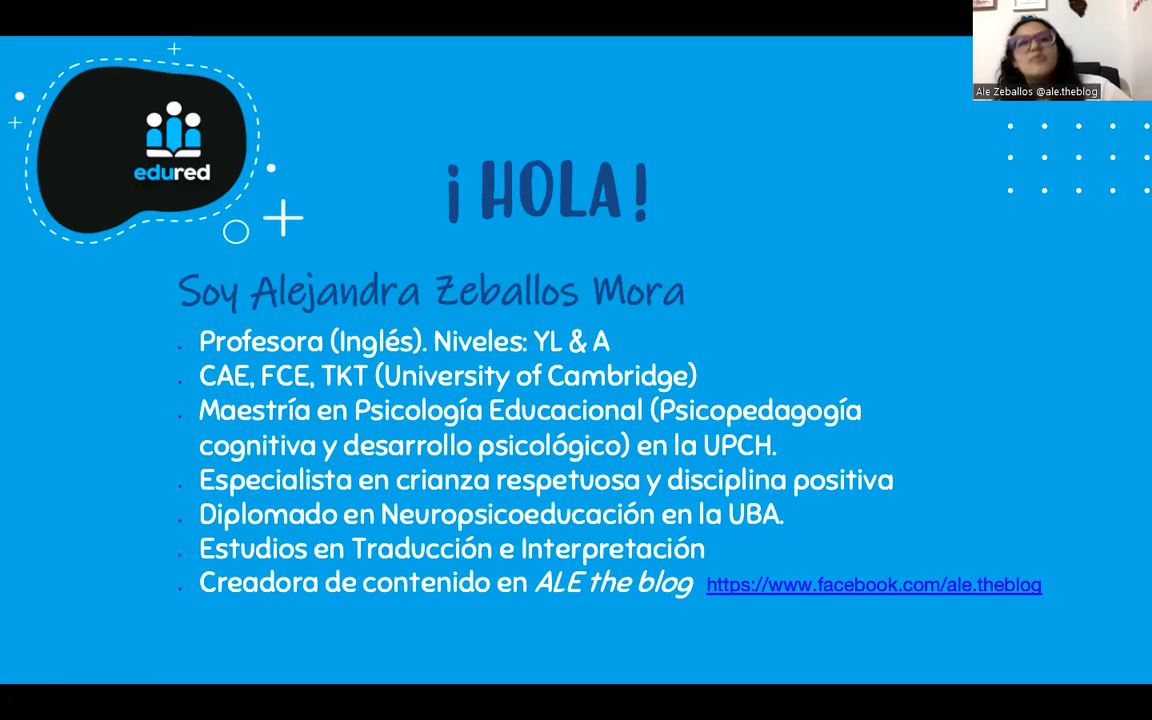 Ale Zeballos @ale.theblog
edured
¡HOLA!
Soy Alejandra Zeballos Mora
. Profesora (Inglés). Niveles: YL & A
. CAE, FCE, TKT (University of Cambridge)
. Maestría en Psicología Educacional (Psicopedagogía
cognitiva y desarrollo psicológico) en la UPCH.
. Especialista en crianza respetuosa y disciplina positiva
. Diplomado en Neuropsicoeducación en la UBA.
. Estudios en Traducción e Interpretación
. Creadora de contenido en ALE the blog https://www.facebook.com/ale.theblog